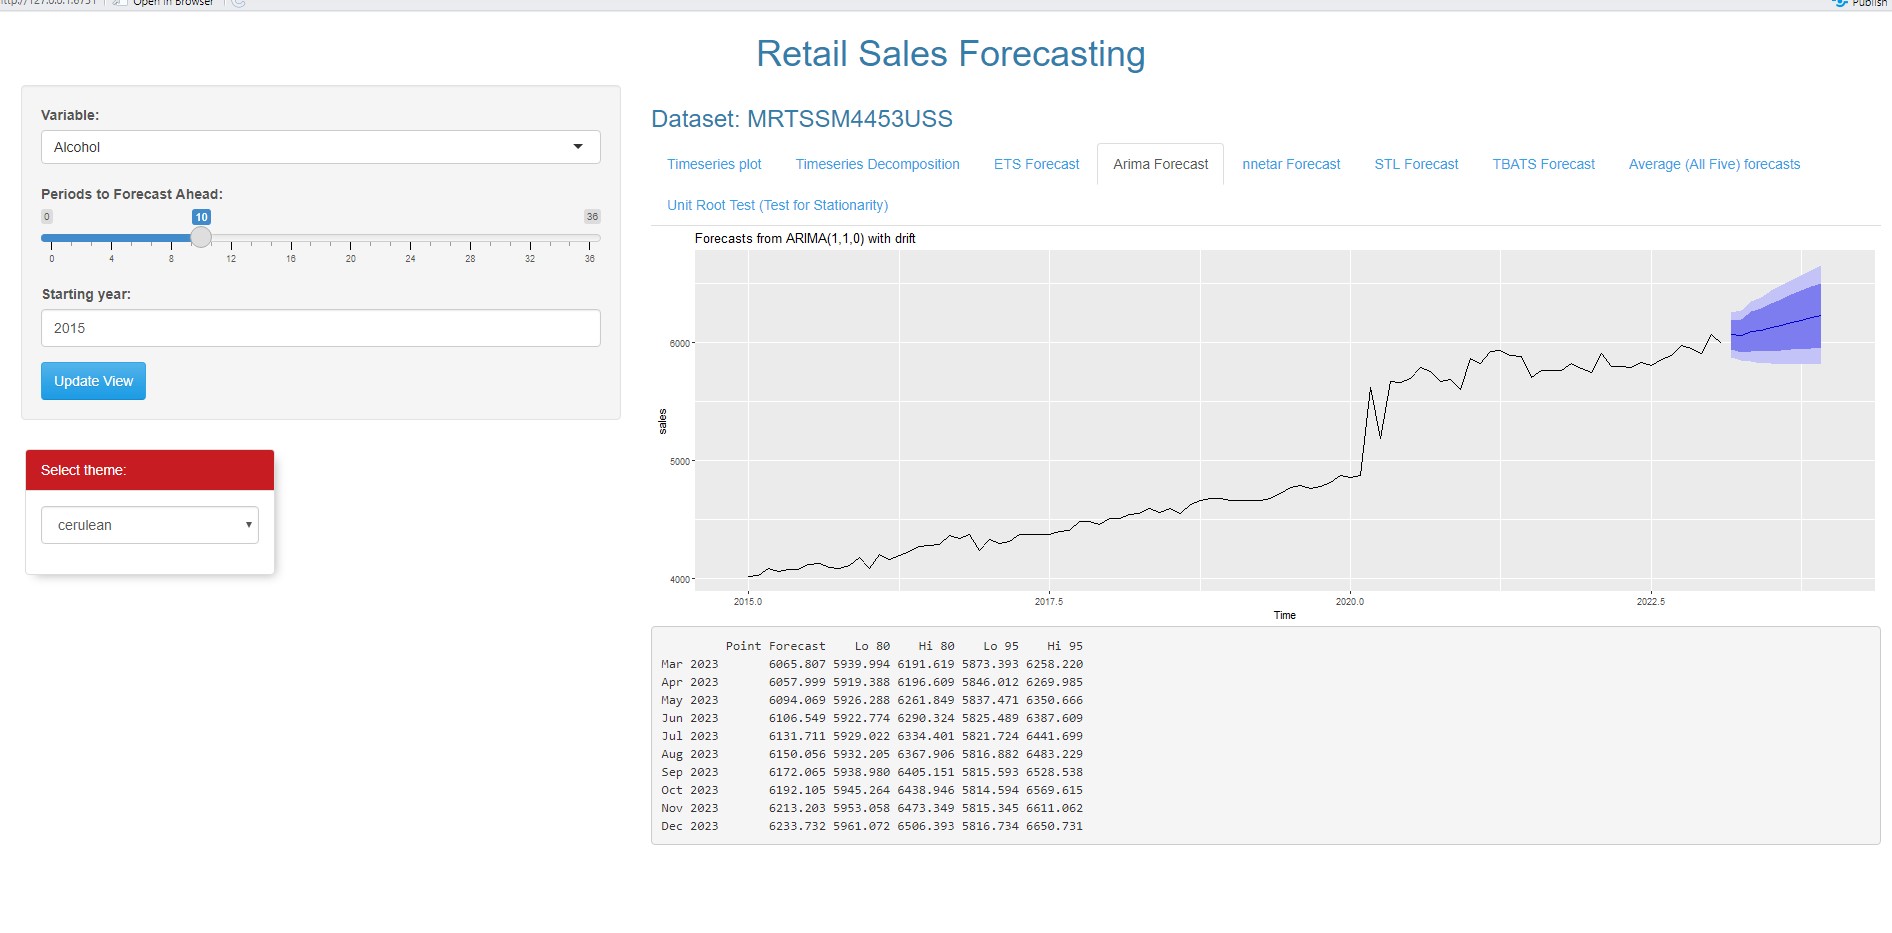 http://127.0.0.1:6751 Open in Browser Publish
Retail Sales Forecasting
Variable:
Alcohol
Periods to Forecast Ahead:
0 10 36
0 4 8 12 16 20 24 28 32 36
Starting year:
2015
Update View
Select theme:
cerulean
Dataset: MRTSSM4453USS
Timeseries plot Timeseries Decomposition ETS Forecast Arima Forecast nnetar Forecast STL Forecast TBATS Forecast Average (All Five) forecasts
Unit Root Test (Test for Stationarity)
Forecasts from ARIMA(1,1,0) with drift
6000
sales
5000
4000
2015.0 2017.5 2020.0 2022.5
Time
Point Forecast Lo 80 Hi 80 Lo 95 Hi 95
Mar 2023 6065.807 5939.994 6191.619 5873.393 6258.220
Apr 2023 6057.999 5919.388 6196.609 5846.012 6269.985
May 2023 6094.069 5926.288 6261.849 5837.471 6350.666
Jun 2023 6106.549 5922.774 6290.324 5825.489 6387.609
Jul 2023 6131.711 5929.022 6334.401 5821.724 6441.699
Aug 2023 6150.056 5932.205 6367.906 5816.882 6483.229
Sep 2023 6172.065 5938.980 6405.151 5815.593 6528.538
Oct 2023 6192.105 5945.264 6438.946 5814.594 6569.615
Nov 2023 6213.203 5953.058 6473.349 5815.345 6611.062
Dec 2023 6233.732 5961.072 6506.393 5816.734 6650.731